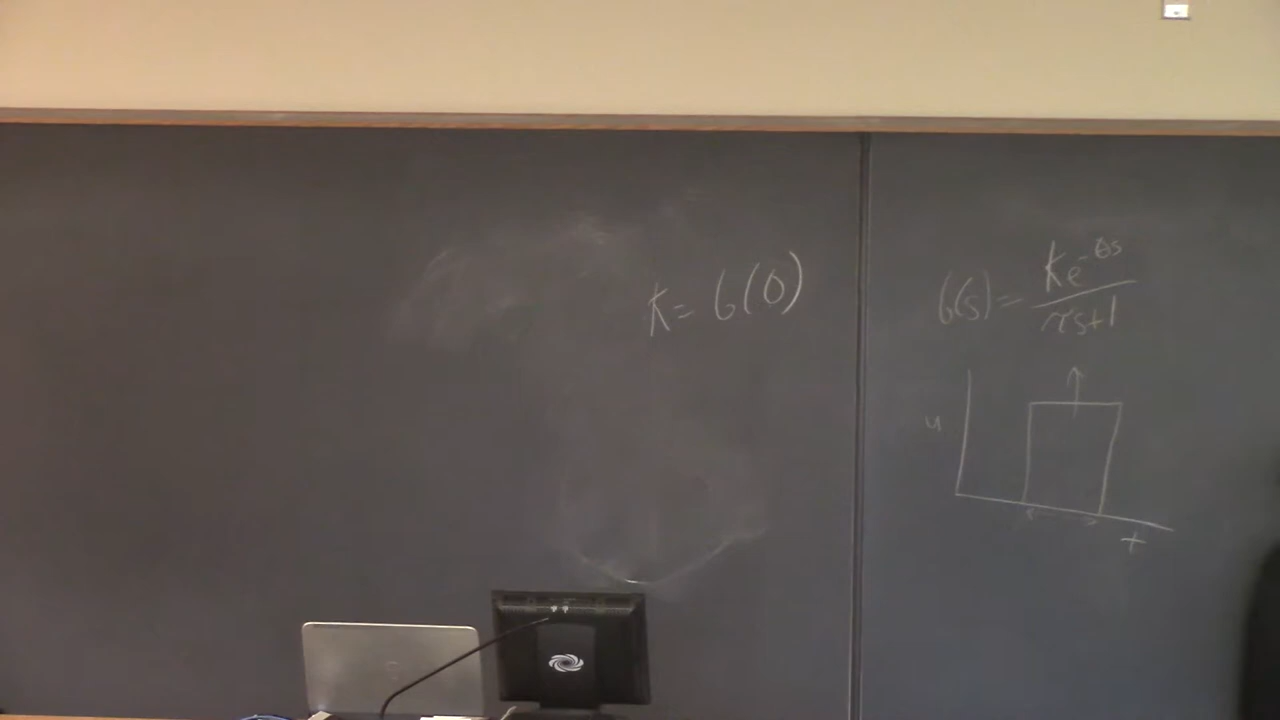 K = G(0)
G(s) = Ke^-θs / τs+1
u
t